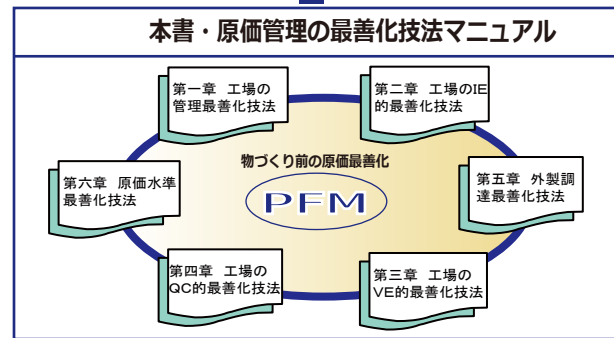 本書・原価管理の最善化技法マニュアル
第一章 工場の
管理最善化技法
第二章 工場のIE
的最善化技法
物づくり前の原価最善化
PFM
第六章 原価水準
最善化技法
第五章 外製調
達最善化技法
第四章 工場の
QC的最善化技法
第三章 工場の
VE的最善化技法